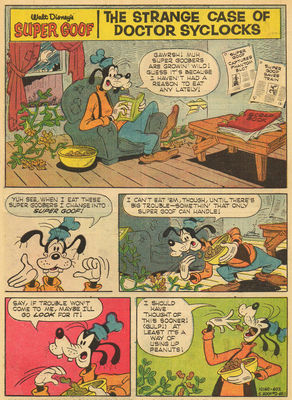 Walt Disney's
SUPER GOOF
THE STRANGE CASE OF
DOCTOR SYCLOCKS
GAWRSH! MUH
SUPER GOOBERS
ARE GROWIN' WILD!
GUESS IT'S BECAUSE
I HAVEN'T HAD A
REASON TO EAT
ANY LATELY!
SUPER
GOOF
CAPTURES
PHANTOM
BLOT
SUPER
GOOF
SAVES
TRAIN
YUH SEE, WHEN I EAT THESE
SUPER GOOBERS I CHANGE INTO
SUPER GOOF!
I CAN'T EAT 'EM, THOUGH, UNTIL THERE'S
BIG TROUBLE—SOMETHIN' THAT ONLY
SUPER GOOF CAN HANDLE!
SAY, IF TROUBLE WON'T
COME TO ME, MAYBE I'LL
GO LOOK FOR IT!
I SHOULD
HAVE
THOUGHT OF
THIS SOONER!
(GULP!) AT
LEAST IT'S A
WAY OF
USING UP
PEANUTS!